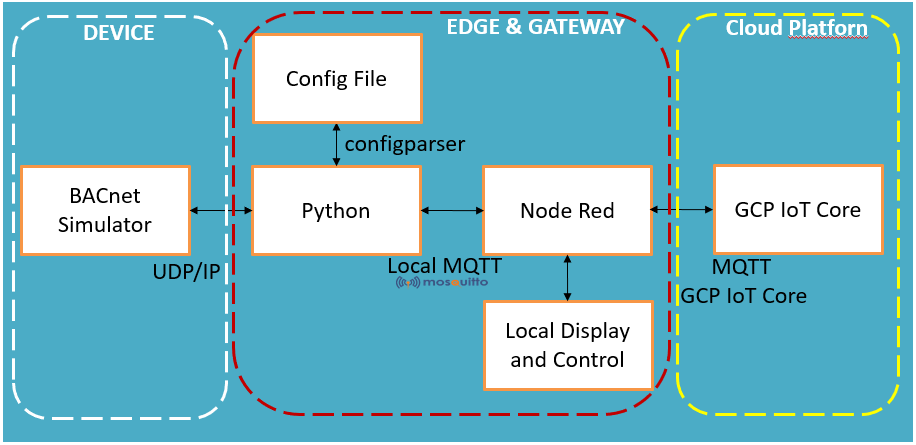 DEVICE
EDGE & GATEWAY
Cloud Platform
Config File
configparser
BACnet
Simulator
Python
Node Red
GCP IoT Core
UDP/IP
Local MQTT
mosquitto
MQTT
GCP IoT Core
Local Display
and Control